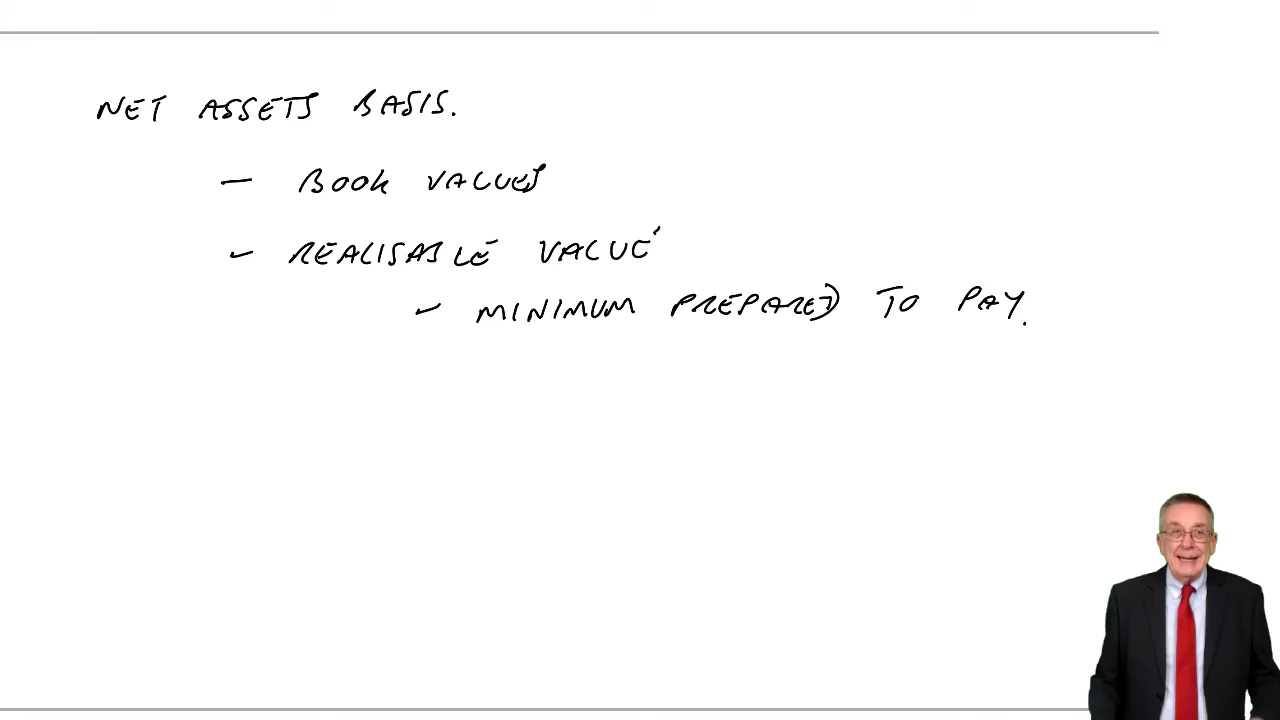 NET ASSETS BASIS.
- BOOK VALUES
- REALISABLE VALUE
- MINIMUM PREPARED TO PAY.